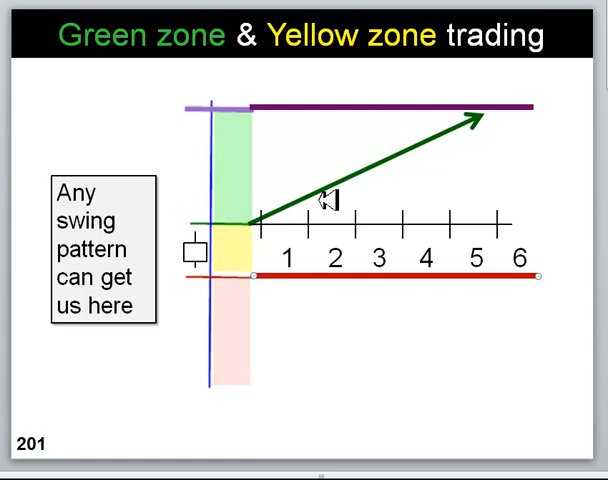 Green zone & Yellow zone trading
Any
swing
pattern
can get
us here
1 2 3 4 5 6
201